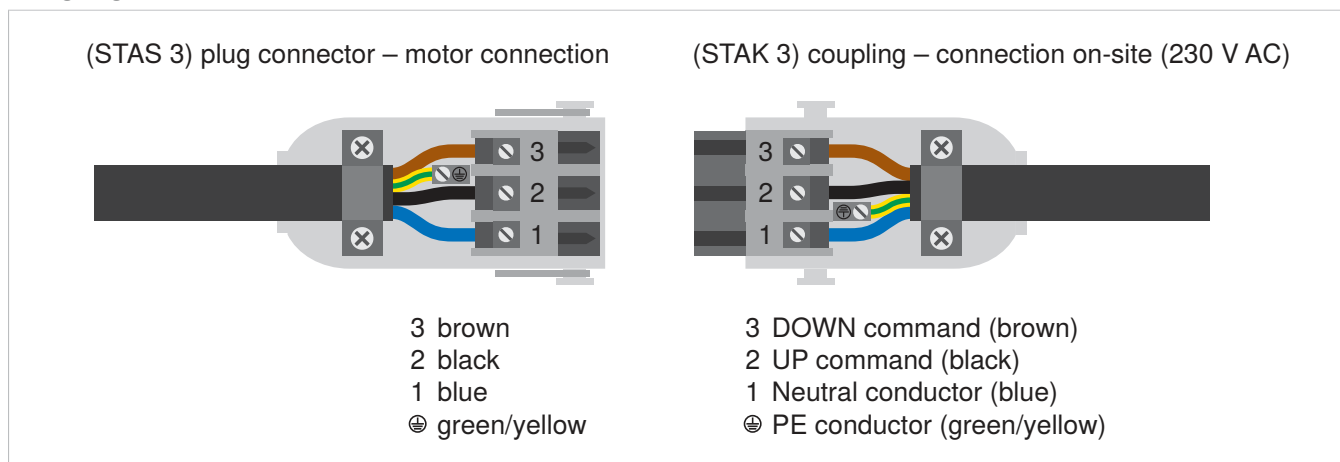 (STAS 3) plug connector – motor connection
(STAK 3) coupling – connection on-site (230 V AC)
3
2
1
3
2
1
3 brown
2 black
1 blue
⏚ green/yellow
3 DOWN command (brown)
2 UP command (black)
1 Neutral conductor (blue)
⏚ PE conductor (green/yellow)